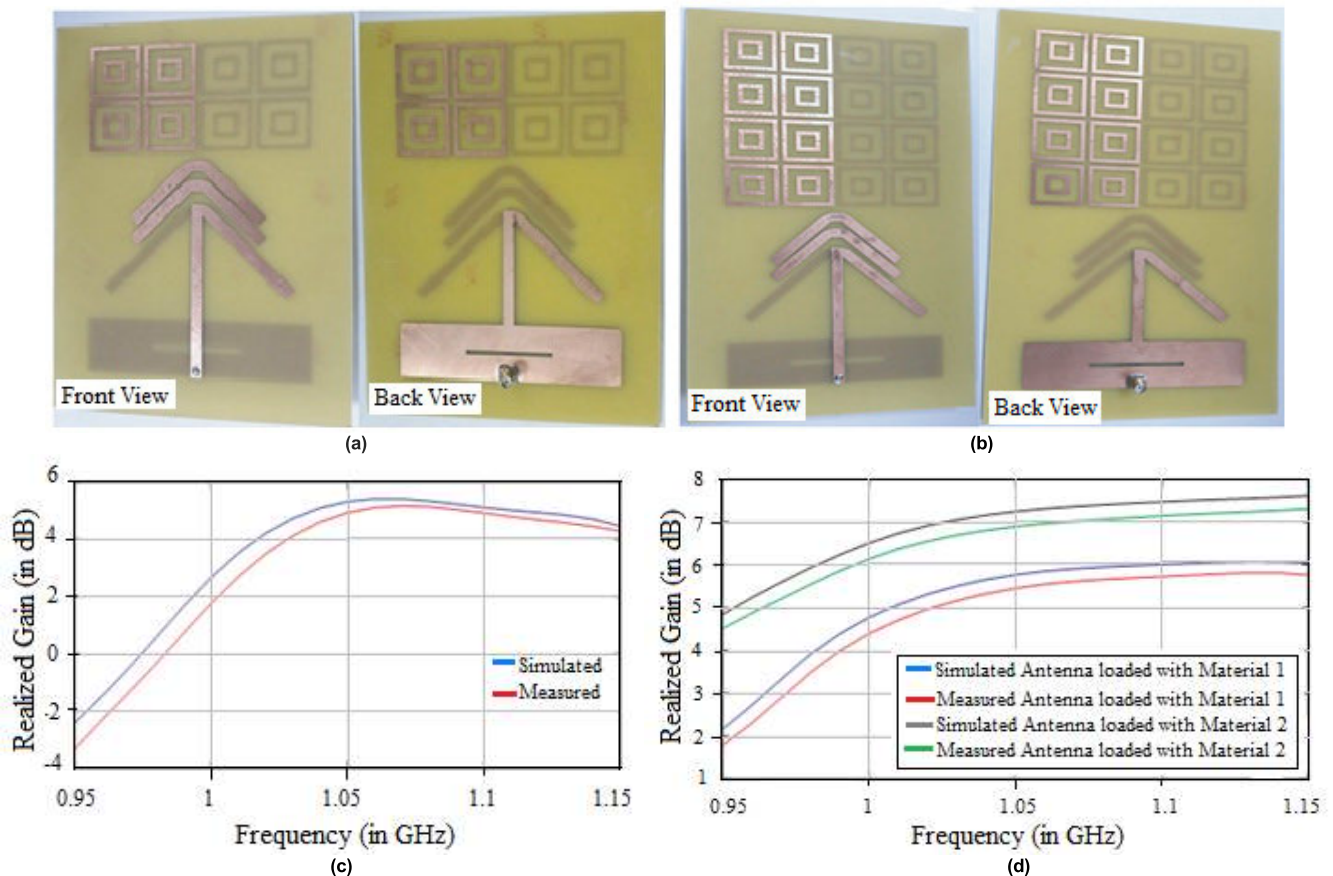 Front View
Back View
Front View
Back View
(a)
(b)
6
4
2
0
-2
-4
Realized Gain (in dB)
Simulated
Measured
0.95
1
1.05
1.1
1.15
Frequency (in GHz)
(c)
8
7
6
5
4
3
2
1
Realized Gain (in dB)
Simulated Antenna loaded with Material 1
Measured Antenna loaded with Material 1
Simulated Antenna loaded with Material 2
Measured Antenna loaded with Material 2
0.95
1
1.05
1.1
1.15
Frequency (in GHz)
(d)